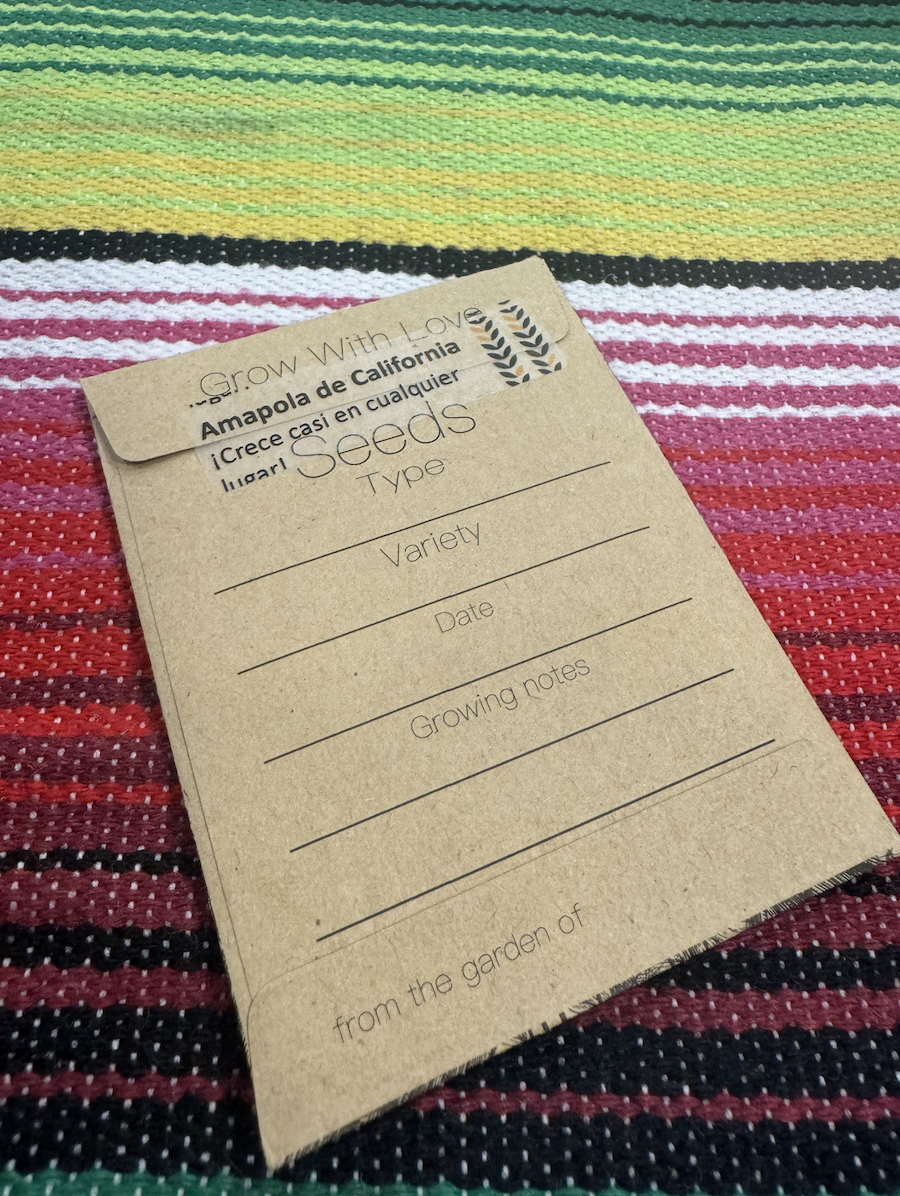 Grow With Love
Amapola de California
¡Crece casi en cualquier
lugar!
Seeds
Type
Variety
Date
Growing notes
from the garden of